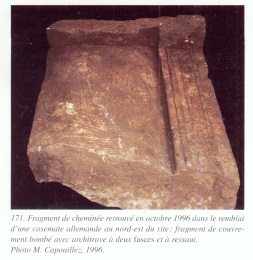 171. Fragment de cheminée retrouvé en octobre 1996 dans le remblai
d'une casemate allemande au nord-est du site : fragment de couvre-
ment bombé avec architrave à deux fasces et à ressaut.
Photo M. Capouillez, 1996.